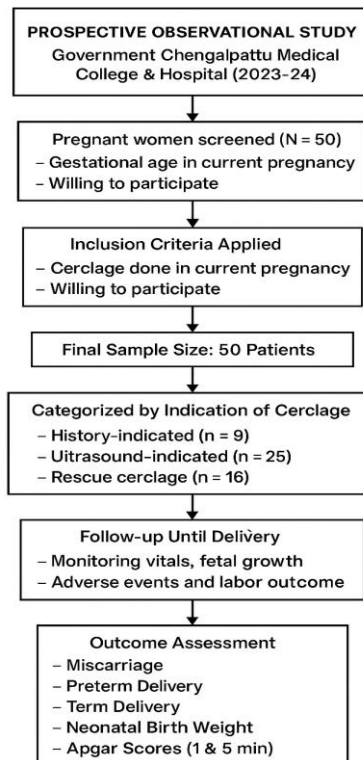 PROSPECTIVE OBSERVATIONAL STUDY
Government Chengalpattu Medical
College & Hospital (2023-24)
Pregnant women screened (N = 50)
– Gestational age in current pregnancy
– Willing to participate
Inclusion Criteria Applied
– Cerclage done in current pregnancy
– Willing to participate
Final Sample Size: 50 Patients
Categorized by Indication of Cerclage
– History-indicated (n = 9)
– Uitrasound-indicated (n = 25)
– Rescue cerclage (n = 16)
Follow-up Until Delivery
– Monitoring vitals, fetal growth
– Adverse events and labor outcome
Outcome Assessment
– Miscarriage
– Preterm Delivery
– Term Delivery
– Neonatal Birth Weight
– Apgar Scores (1 & 5 min)